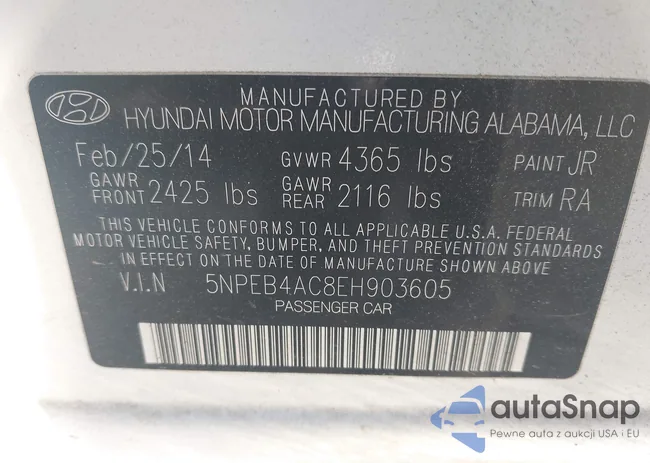 MANUFACTURED BY
HYUNDAI MOTOR MANUFACTURING ALABAMA, LLC
Feb/25/14 GVWR 4365 lbs PAINT JR
GAWR FRONT 2425 lbs GAWR REAR 2116 lbs TRIM RA
THIS VEHICLE CONFORMS TO ALL APPLICABLE U.S.A. FEDERAL
MOTOR VEHICLE SAFETY, BUMPER, AND THEFT PREVENTION STANDARDS
IN EFFECT ON THE DATE OF MANUFACTURE SHOWN ABOVE.
V.I.N 5NPEB4AC8EH903605
PASSENGER CAR
autaSnap
Pewne auta z aukcji USA i EU